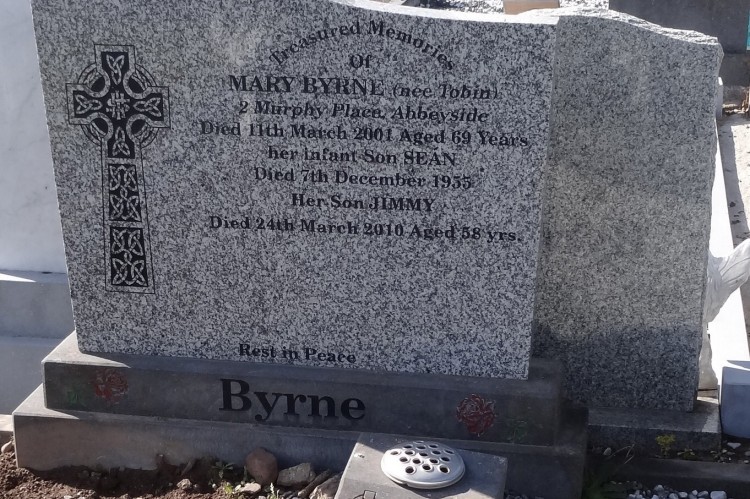 Treasured Memories
Of
MARY BYRNE (nee Tobin)
2 Murphy Place, Abbeyside
Died 11th March 2001 Aged 69 Years
her infant Son SEAN
Died 7th December 1955
Her Son JIMMY
Died 24th March 2010 Aged 58 yrs.
Rest in Peace
Byrne